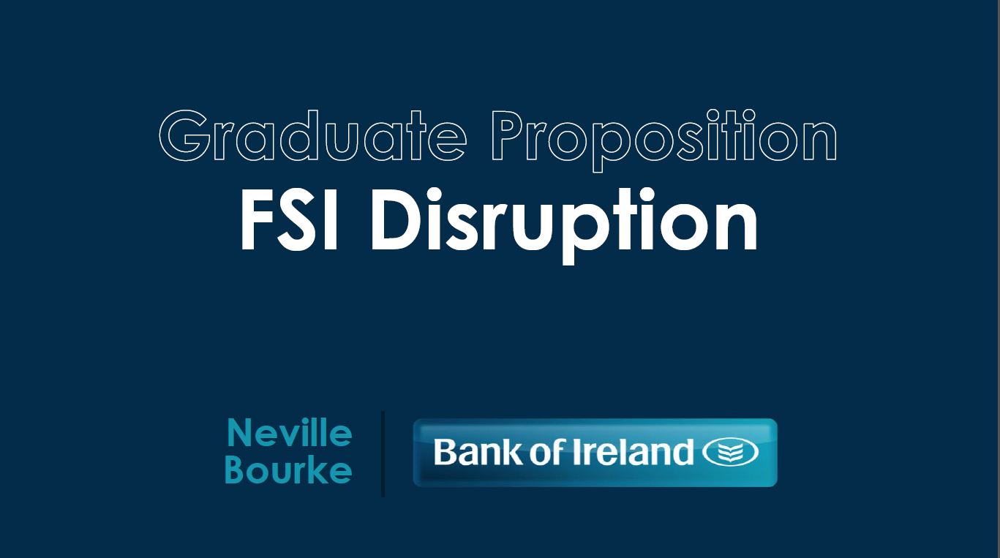 Graduate Proposition
FSI Disruption
Neville
Bourke
Bank of Ireland